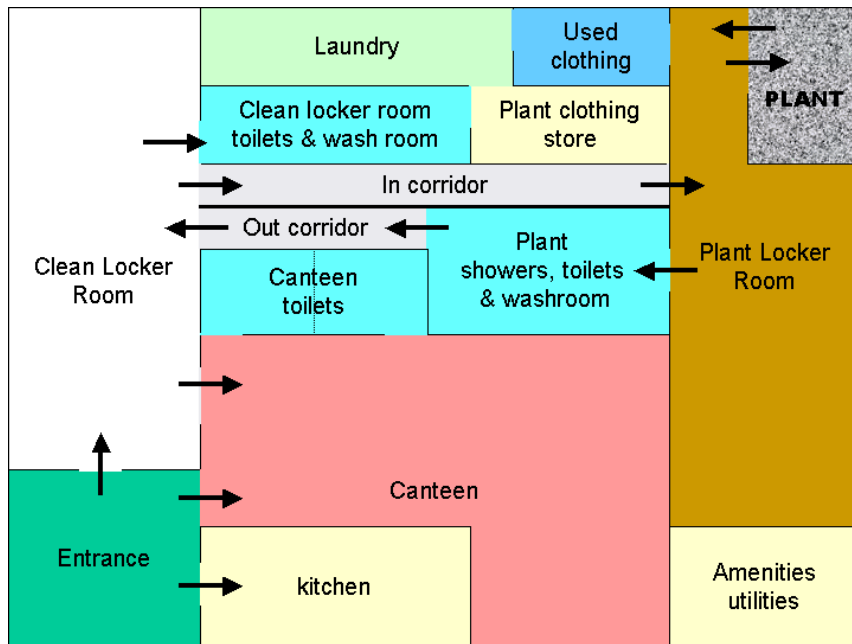 Laundry
Used
clothing
PLANT
Clean locker room
toilets & wash room
Plant clothing
store
In corridor
Out corridor
Clean Locker
Room
Canteen
toilets
Plant
showers, toilets
& washroom
Plant Locker
Room
Canteen
Entrance
kitchen
Amenities
utilities